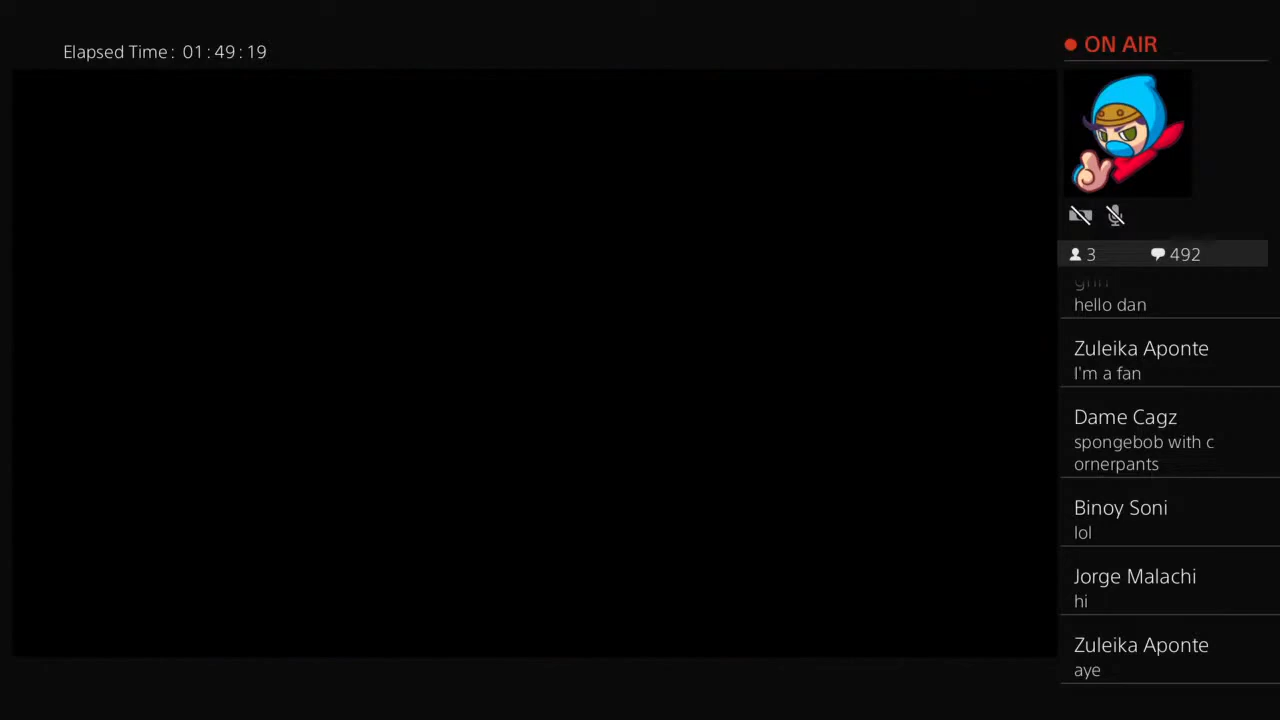 Elapsed Time: 01:49:19
ON AIR
3 492
hello dan
Zuleika Aponte
I'm a fan
Dame Cagz
spongebob with c
ornerpants
Binoy Soni
lol
Jorge Malachi
hi
Zuleika Aponte
aye